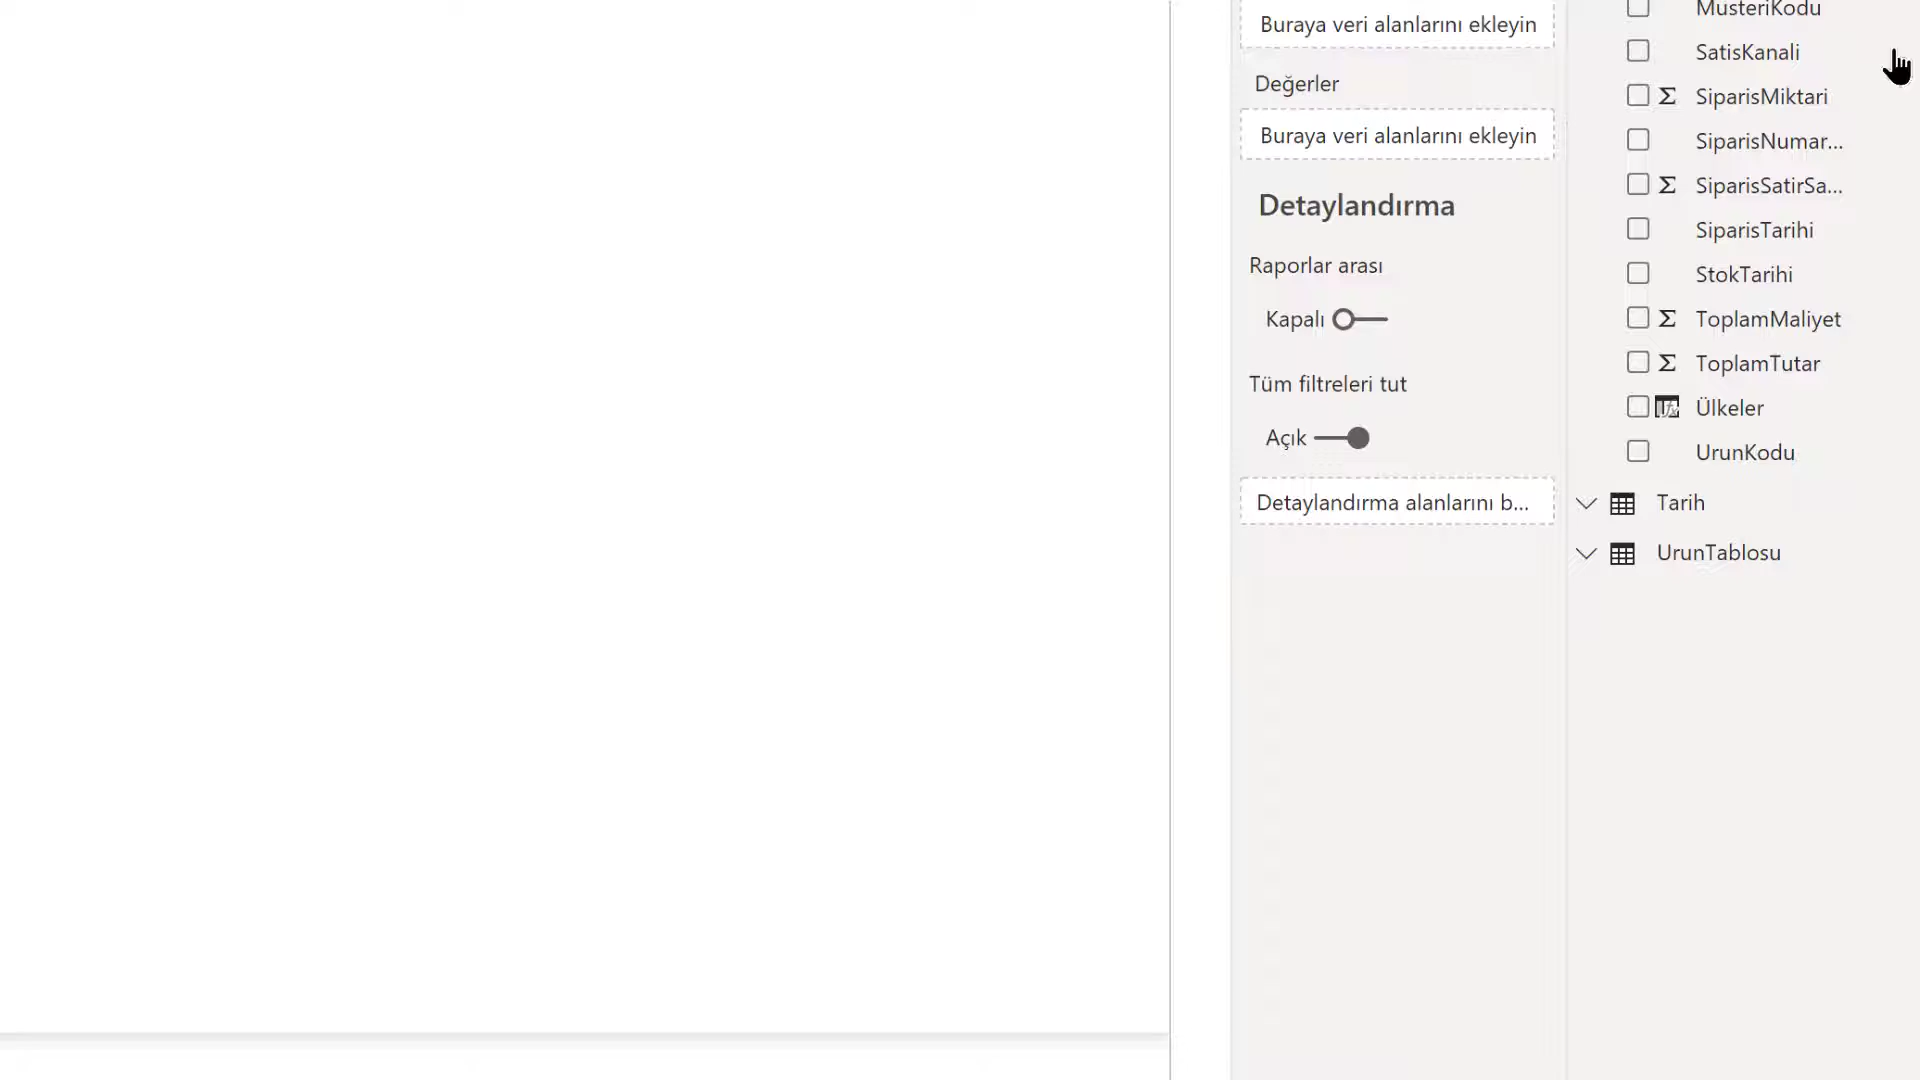 Buraya veri alanlarını ekleyin
Değerler
Buraya veri alanlarını ekleyin
Detaylandırma
Raporlar arası
Kapalı
Tüm filtreleri tut
Açık
Detaylandırma alanlarını b...
MusteriKodu
SatisKanali
Σ SiparisMiktari
SiparisNumar...
Σ SiparisSatirSa...
SiparisTarihi
StokTarihi
Σ ToplamMaliyet
Σ ToplamTutar
Ülkeler
UrunKodu
Tarih
UrunTablosu